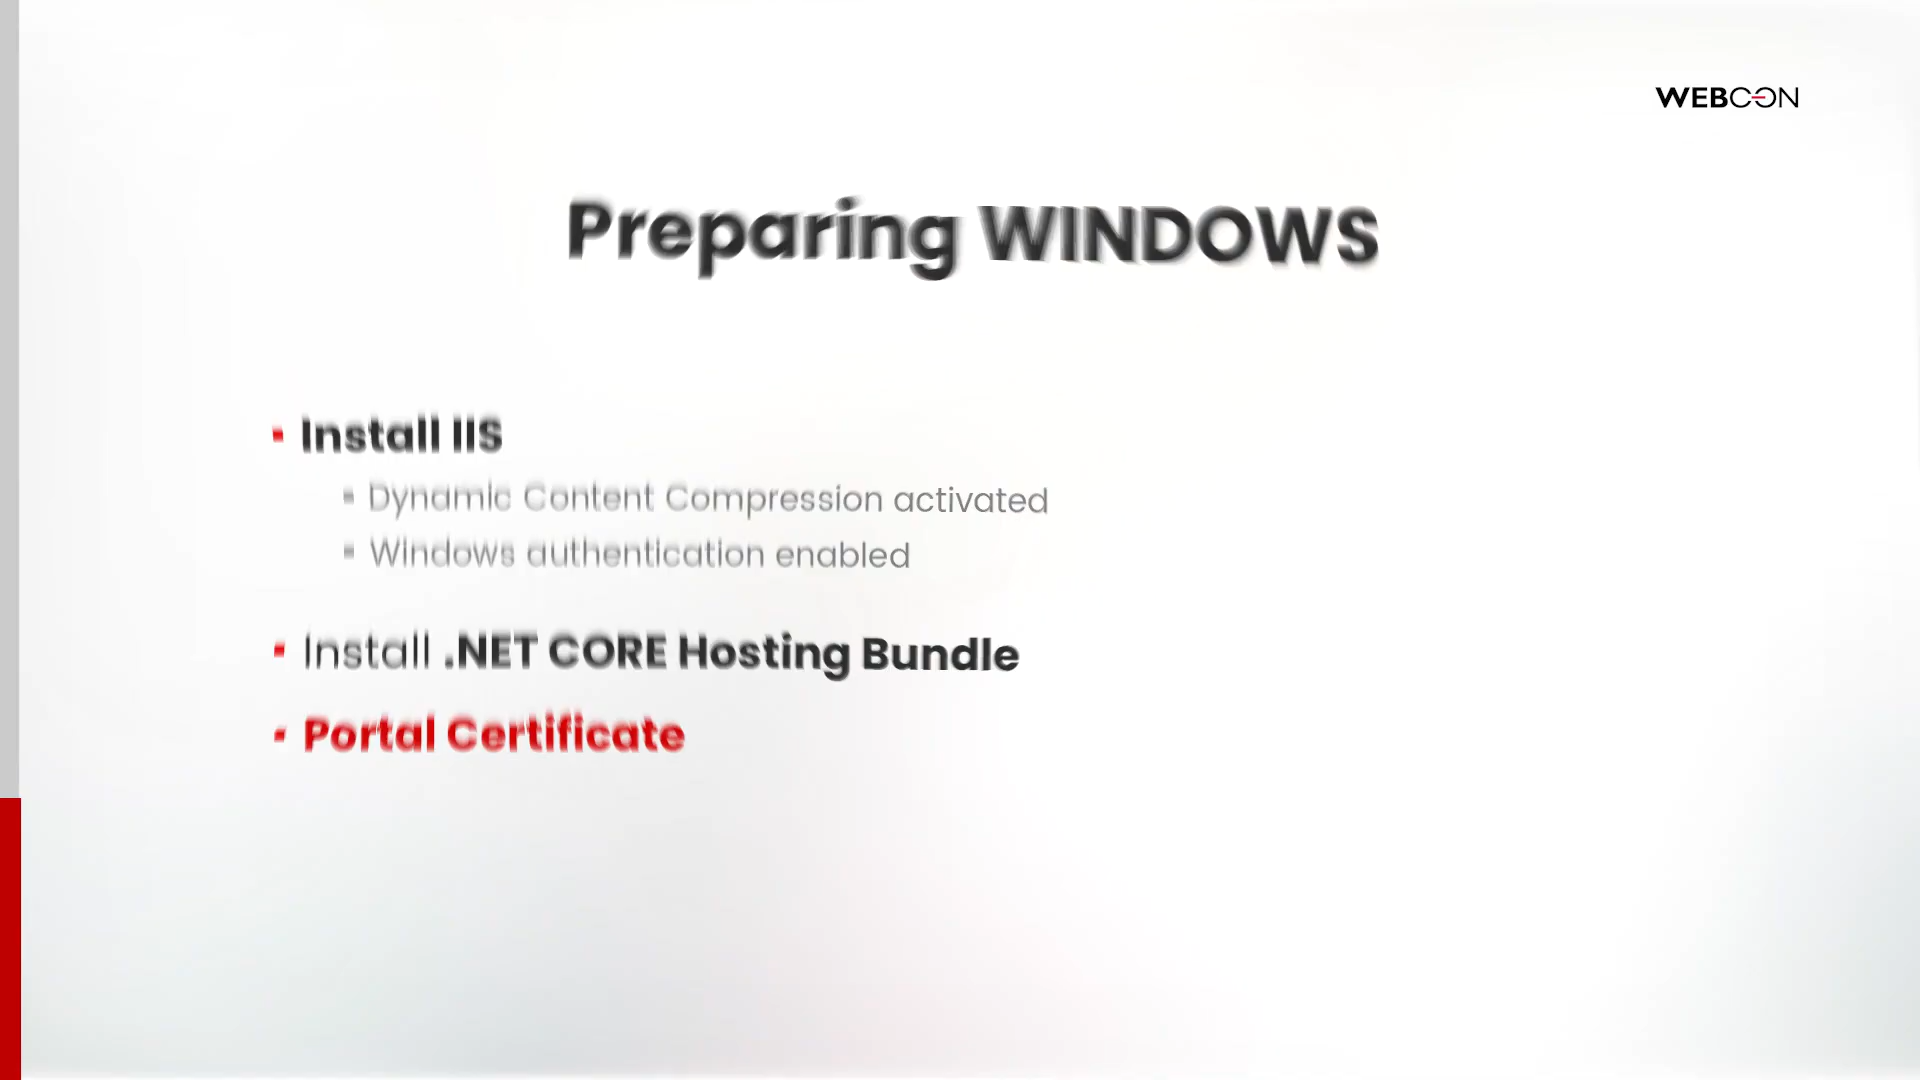 WEBCON
Preparing WINDOWS
▪ Install IIS
▪ Dynamic Content Compression activated
▪ Windows authentication enabled
▪ Install .NET CORE Hosting Bundle
▪ Portal Certificate